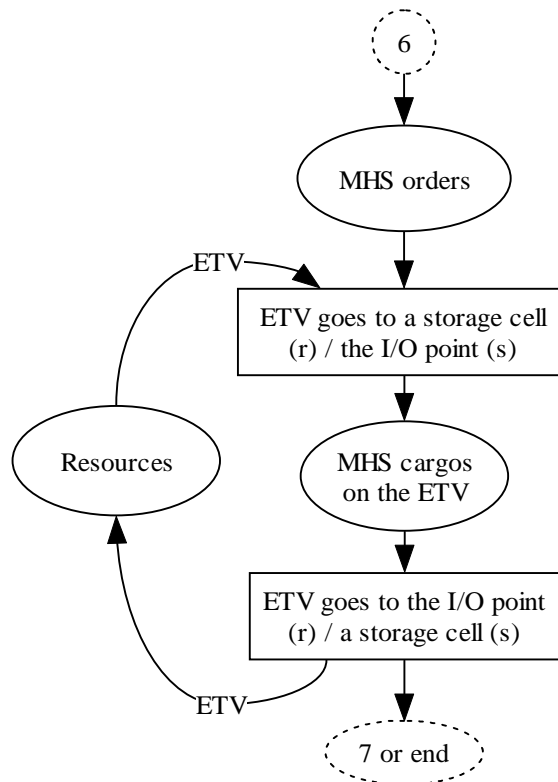 6
MHS orders
ETV
ETV goes to a storage cell
(r) / the I/O point (s)
Resources
MHS cargos
on the ETV
ETV goes to the I/O point
(r) / a storage cell (s)
ETV
7 or end